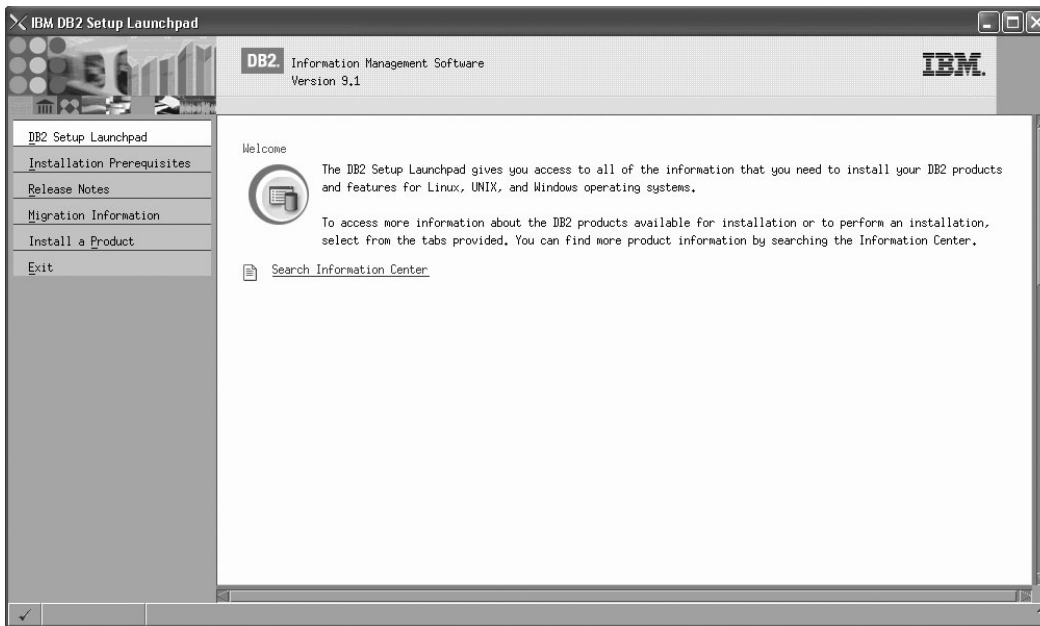 IBM DB2 Setup Launchpad
DB2. Information Management Software
Version 9.1
IBM.
DB2 Setup Launchpad
Installation Prerequisites
Release Notes
Migration Information
Install a Product
Exit
Welcome
The DB2 Setup Launchpad gives you access to all of the information that you need to install your DB2 products
and features for Linux, UNIX, and Windows operating systems.
To access more information about the DB2 products available for installation or to perform an installation,
select from the tabs provided. You can find more product information by searching the Information Center.
Search Information Center